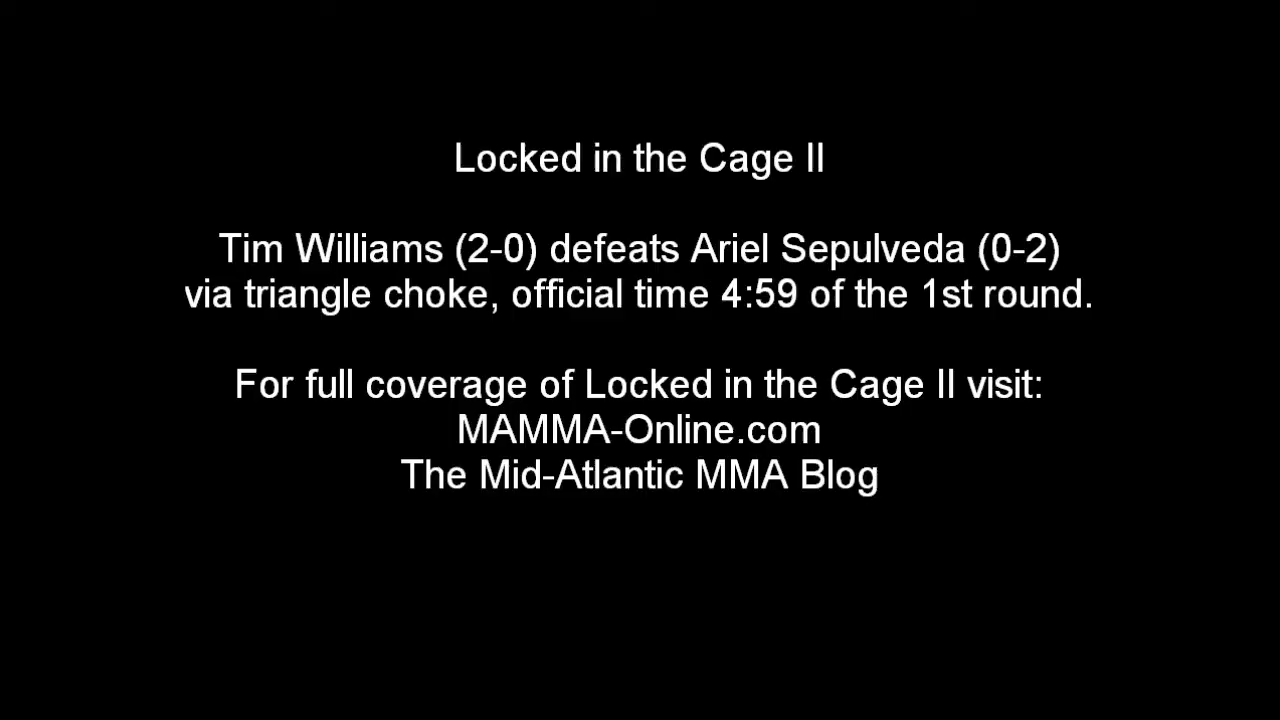 Locked in the Cage II
Tim Williams (2-0) defeats Ariel Sepulveda (0-2)
via triangle choke, official time 4:59 of the 1st round.
For full coverage of Locked in the Cage II visit:
MAMMA-Online.com
The Mid-Atlantic MMA Blog